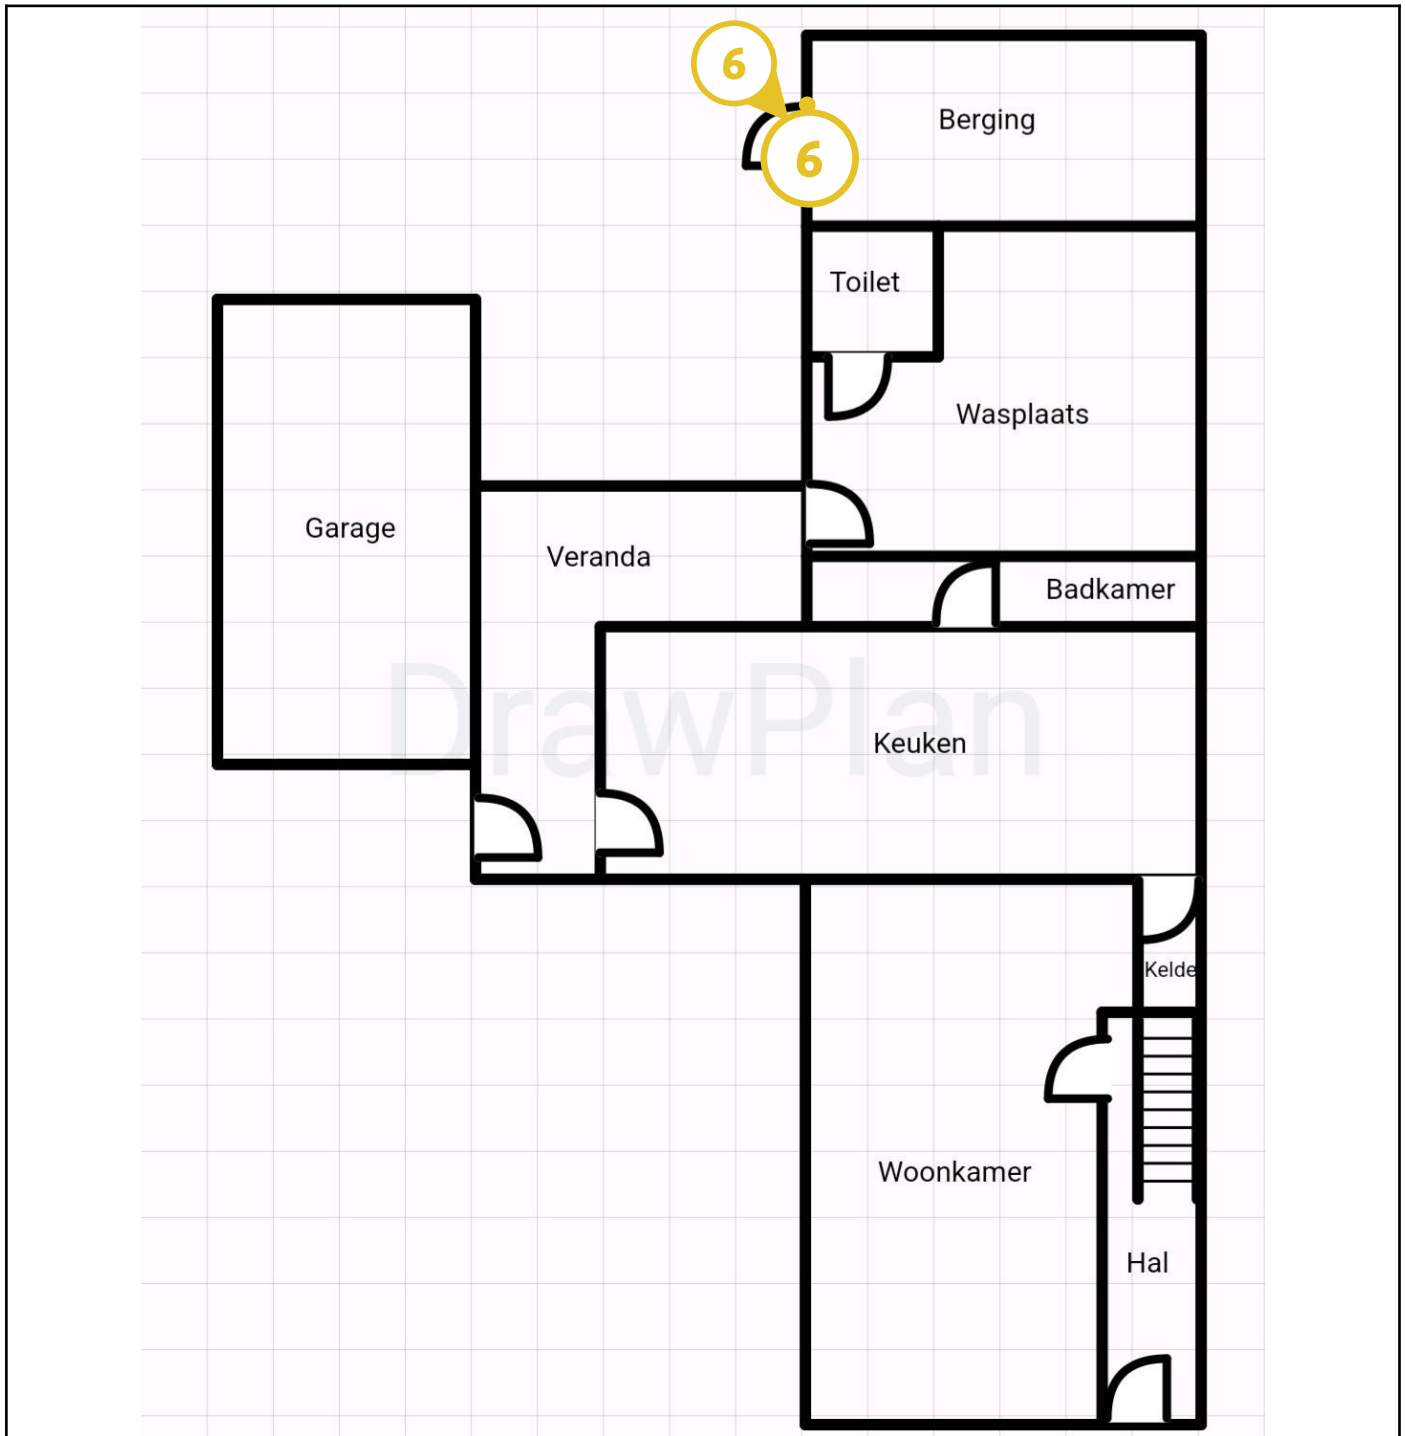 6
6
Berging
Toilet
Wasplaats
Garage
Veranda
Badkamer
DrawPlan
Keuken
Kelde
Woonkamer
Hal